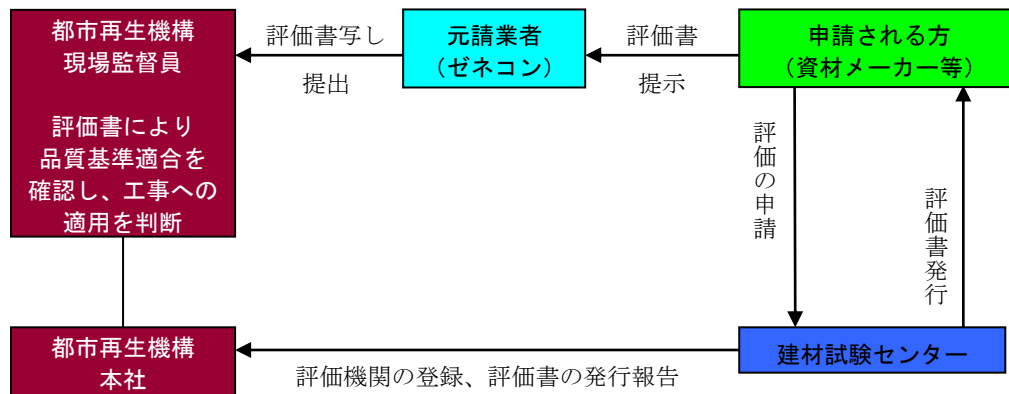 都市再生機構
現場監督員
評価書により
品質基準適合を
確認し、工事への
適用を判断
評価書写し
提出
元請業者
（ゼネコン）
評価書
提示
申請される方
（資材メーカー等）
評価の申請
評価書発行
都市再生機構
本社
評価機関の登録、評価書の発行報告
建材試験センター